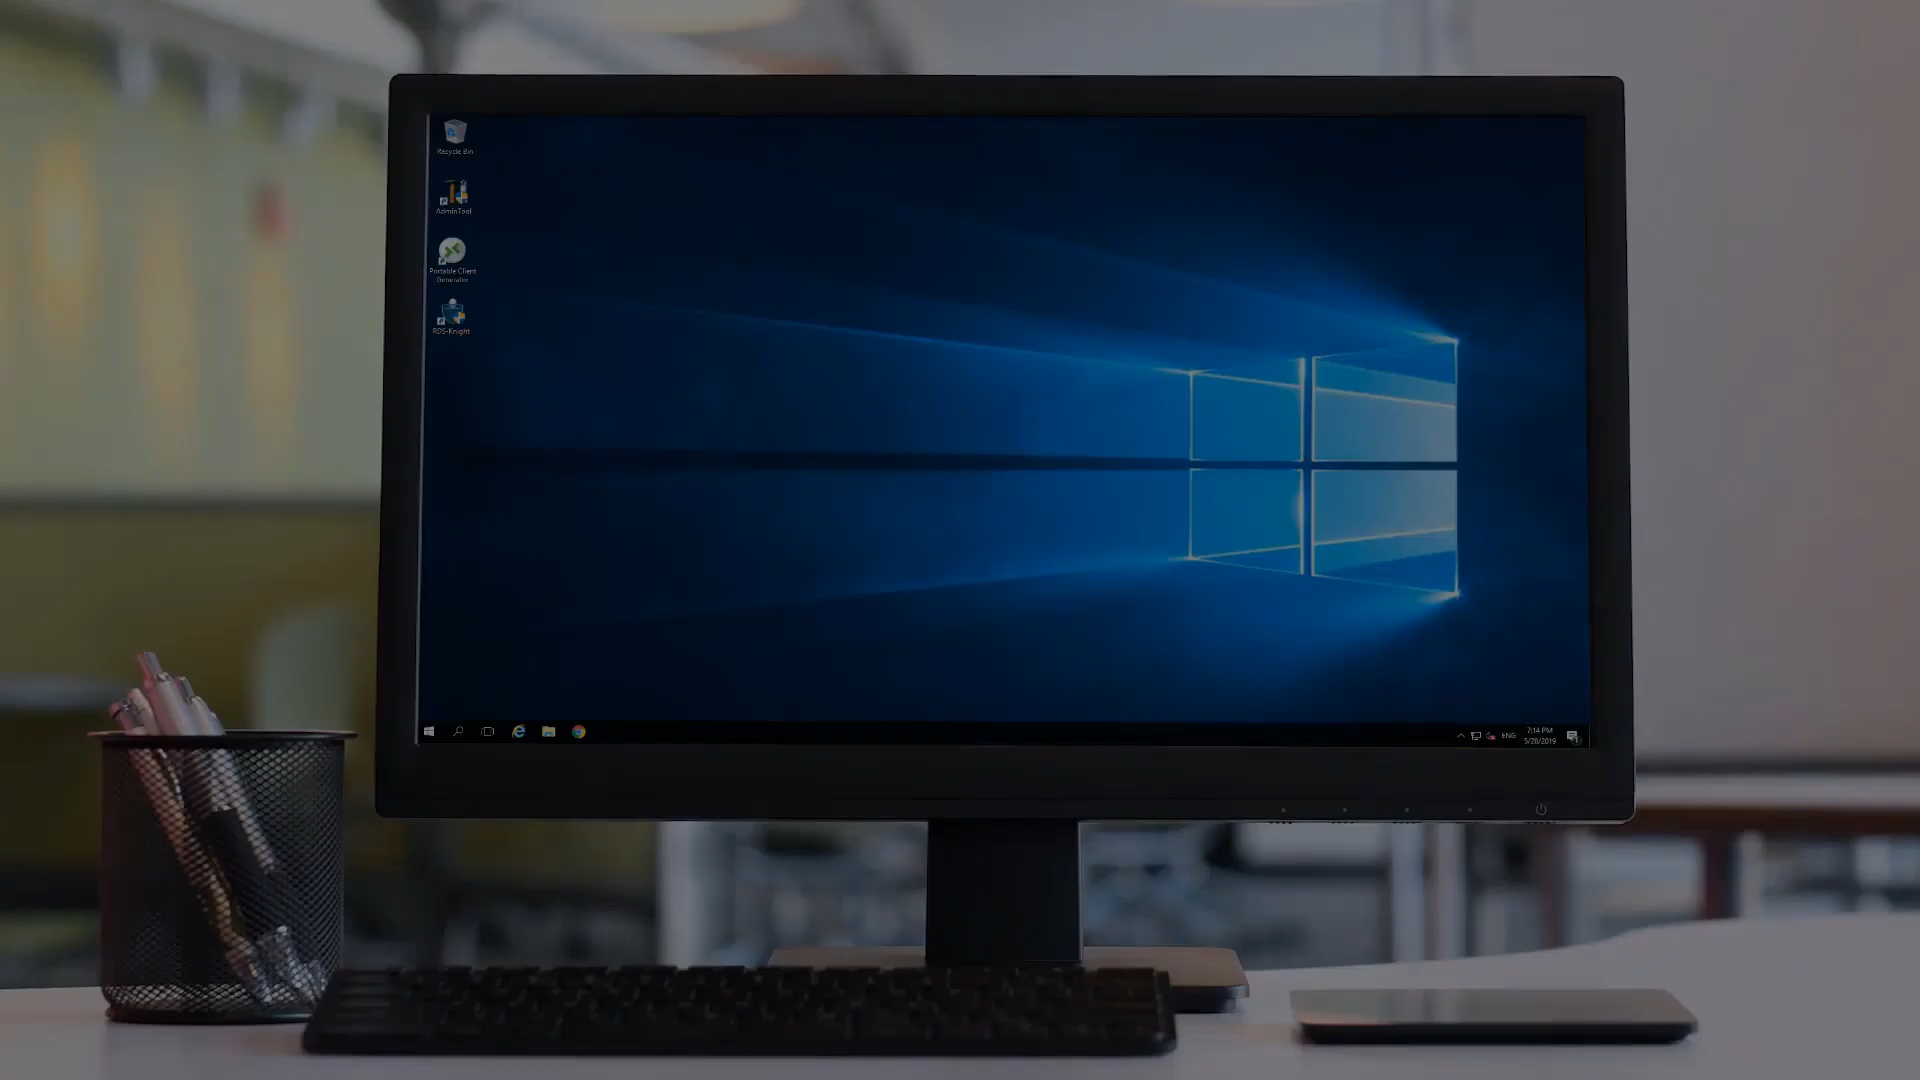 Recycle Bin
AdminTool
Portable Client
Generator
RDS-Knight
ENG
7:14 PM
5/28/2019